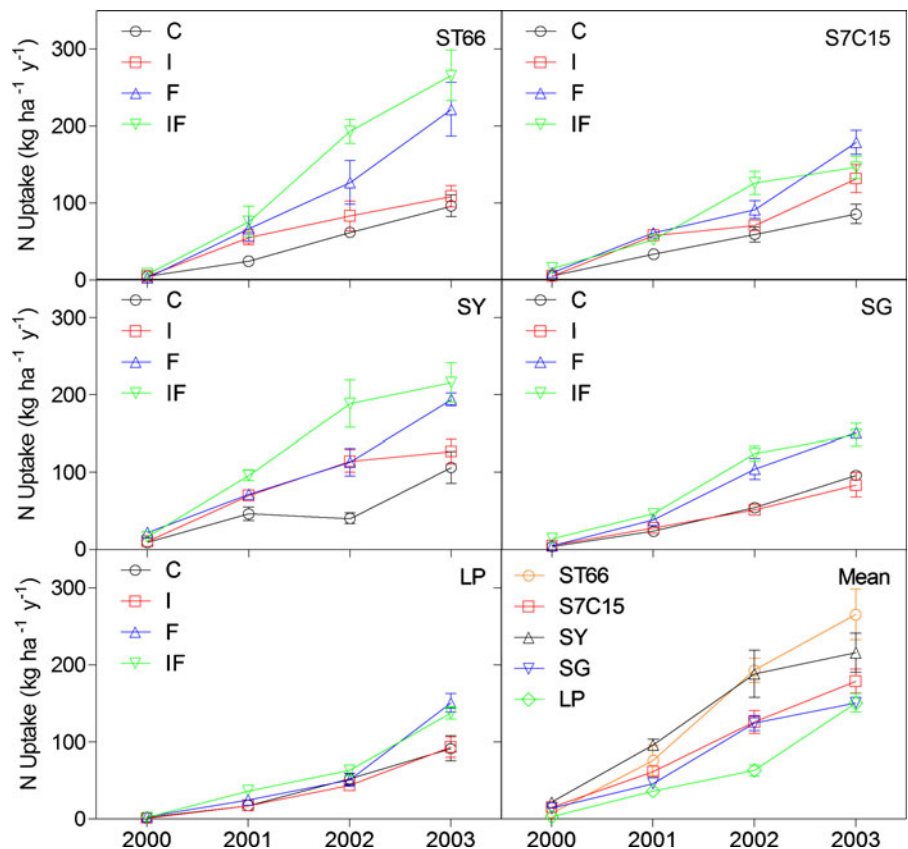 ST66
C
I
F
IF
N Uptake (kg ha⁻¹ y⁻¹)
300
200
100
0
S7C15
C
I
F
IF
SY
C
I
F
IF
N Uptake (kg ha⁻¹ y⁻¹)
300
200
100
0
SG
C
I
F
IF
LP
C
I
F
IF
N Uptake (kg ha⁻¹ y⁻¹)
300
200
100
0
2000 2001 2002 2003
Mean
ST66
S7C15
SY
SG
LP
2000 2001 2002 2003